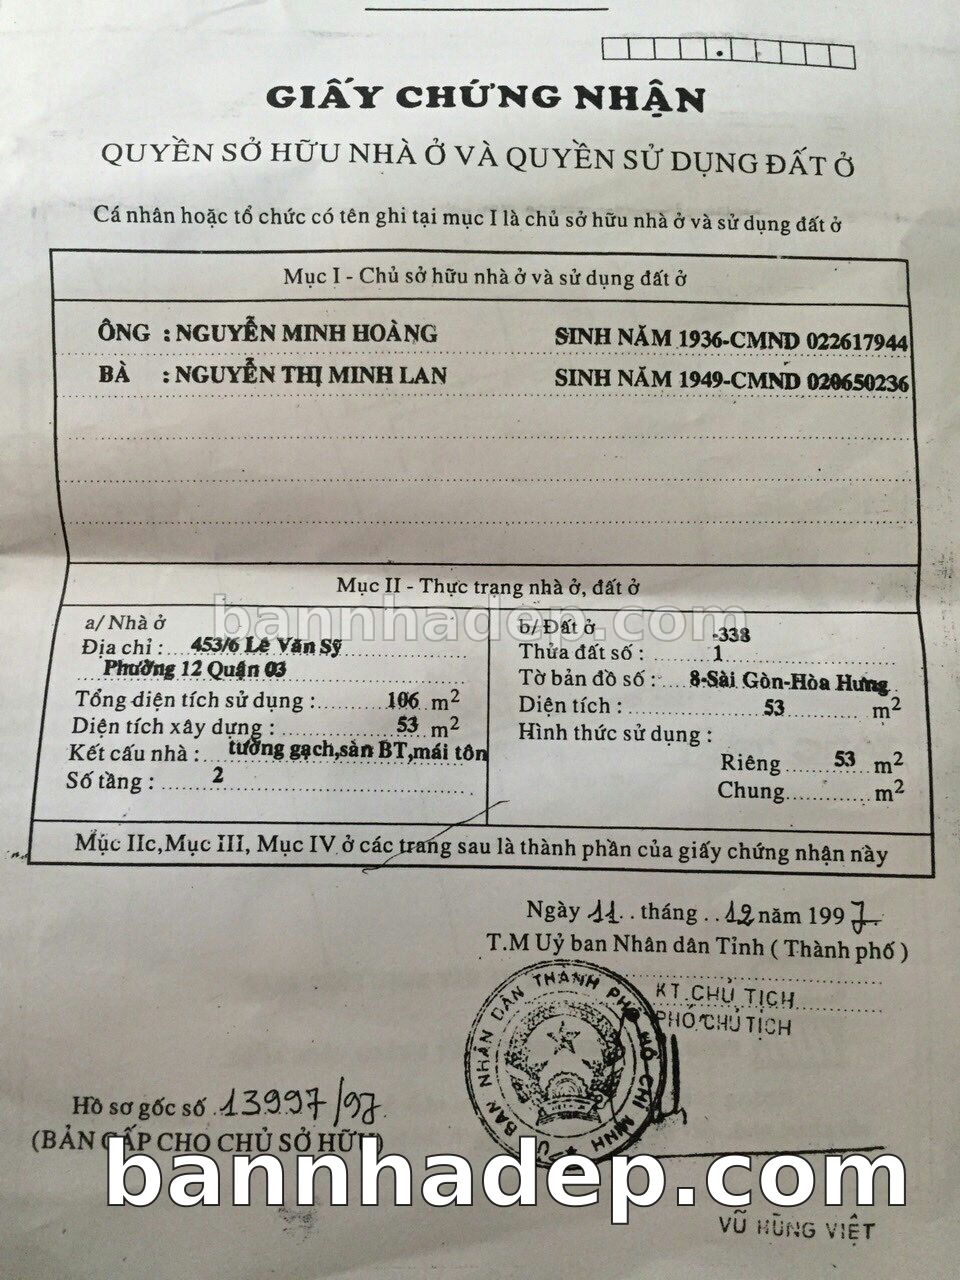 GIẤY CHỨNG NHẬN
QUYỀN SỞ HỮU NHÀ Ở VÀ QUYỀN SỬ DỤNG ĐẤT Ở
Cá nhân hoặc tổ chức có tên ghi tại mục I là chủ sở hữu nhà ở và sử dụng đất ở
Mục I - Chủ sở hữu nhà ở và sử dụng đất ở
ÔNG : NGUYỄN MINH HOÀNG SINH NĂM 1936-CMND 022617944
BÀ : NGUYỄN THỊ MINH LAN SINH NĂM 1949-CMND 020650236
Mục II - Thực trạng nhà ở, đất ở
bannhadep.com
a/ Nhà ở
Địa chỉ : 453/6 Lê Văn Sỹ
Phường 12 Quận 03
Tổng diện tích sử dụng : 106 m2
Diện tích xây dựng : 53 m2
Kết cấu nhà : tường gạch,sàn BT,mái tôn
Số tầng : 2
b/ Đất ở
-338
Thửa đất số : 1
Tờ bản đồ số : 8-Sài Gòn-Hòa Hưng
Diện tích : 53 m2
Hình thức sử dụng :
Riêng 53 m2
Chung m2
Mục IIc,Mục III, Mục IV ở các trang sau là thành phần của giấy chứng nhận này
Ngày 11 tháng 12 năm 1997
T.M Uỷ ban Nhân dân Tỉnh ( Thành phố )
KT.CHỦ TỊCH
PHÓ CHỦ TỊCH
U BAN NHÂN DÂN THÀNH PHỐ HỒ CHÍ MINH
Hồ sơ gốc số 13997/97
(BẢN CẤP CHO CHỦ SỞ HỮU)
bannhadep.com
VŨ HÙNG VIỆT